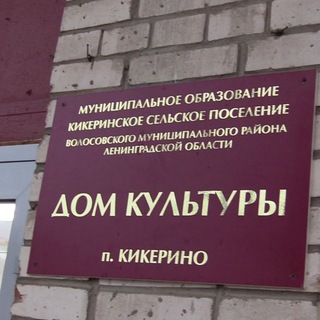 МУНИЦИПАЛЬНОЕ ОБРАЗОВАНИЕ
КИКЕРИНСКОЕ СЕЛЬСКОЕ ПОСЕЛЕНИЕ
ВОЛОСОВСКОГО МУНИЦИПАЛЬНОГО РАЙОНА
ЛЕНИНГРАДСКОЙ ОБЛАСТИ
ДОМ КУЛЬТУРЫ
п. КИКЕРИНО